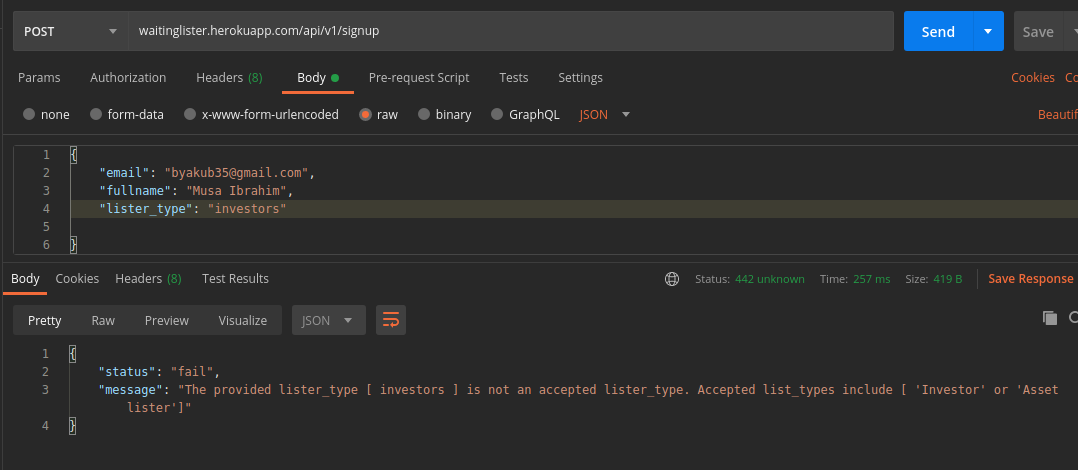 POST waitinglister.herokuapp.com/api/v1/signup Send Save
Params Authorization Headers (8) Body Pre-request Script Tests Settings Cookies Co
none form-data x-www-form-urlencoded raw binary GraphQL JSON Beautif
1 {
2 "email": "byakub35@gmail.com",
3 "fullname": "Musa Ibrahim",
4 "lister_type": "investors"
5
6 }
Body Cookies Headers (8) Test Results Status: 442 unknown Time: 257 ms Size: 419 B Save Response
Pretty Raw Preview Visualize JSON
1 {
2 "status": "fail",
3 "message": "The provided lister_type [ investors ] is not an accepted lister_type. Accepted list_types include [ 'Investor' or 'Asset
lister']"
4 }